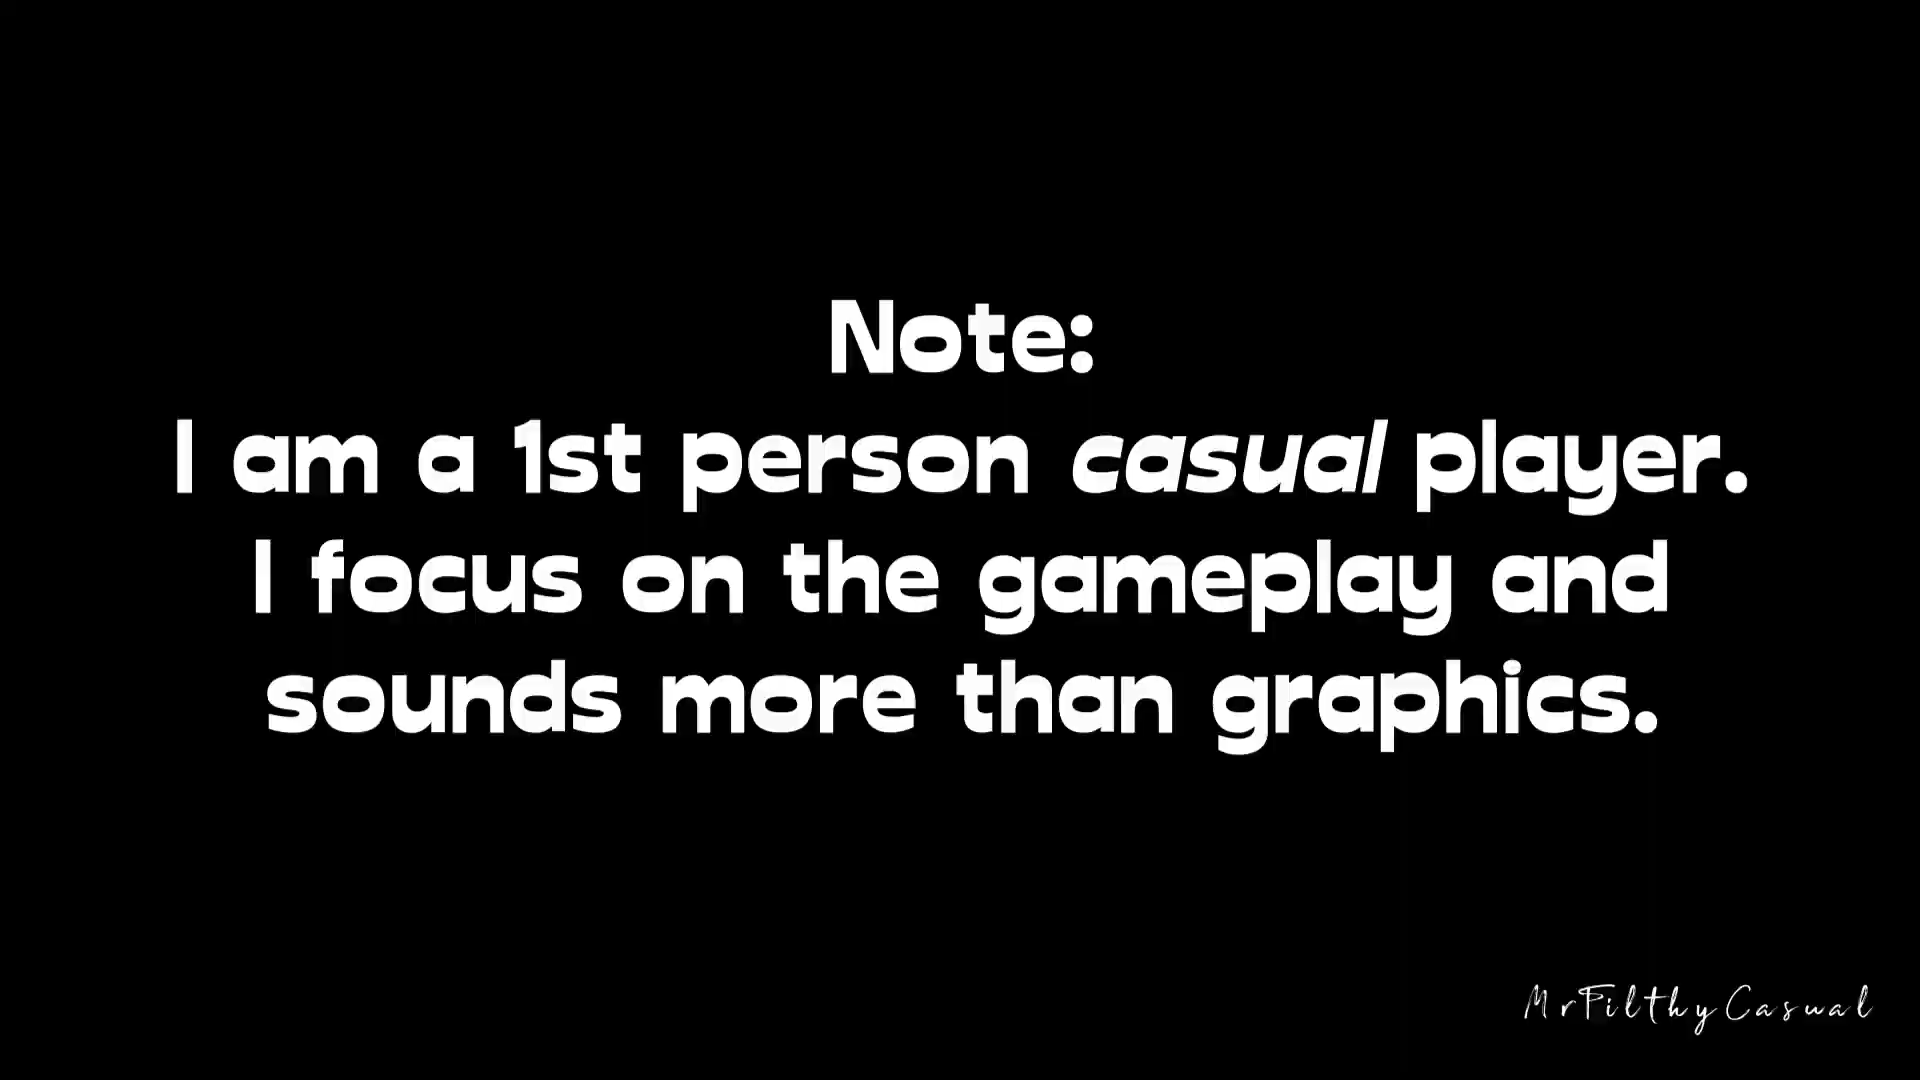 Note:
I am a 1st person casual player.
I focus on the gameplay and
sounds more than graphics.
MrFilthyCasual